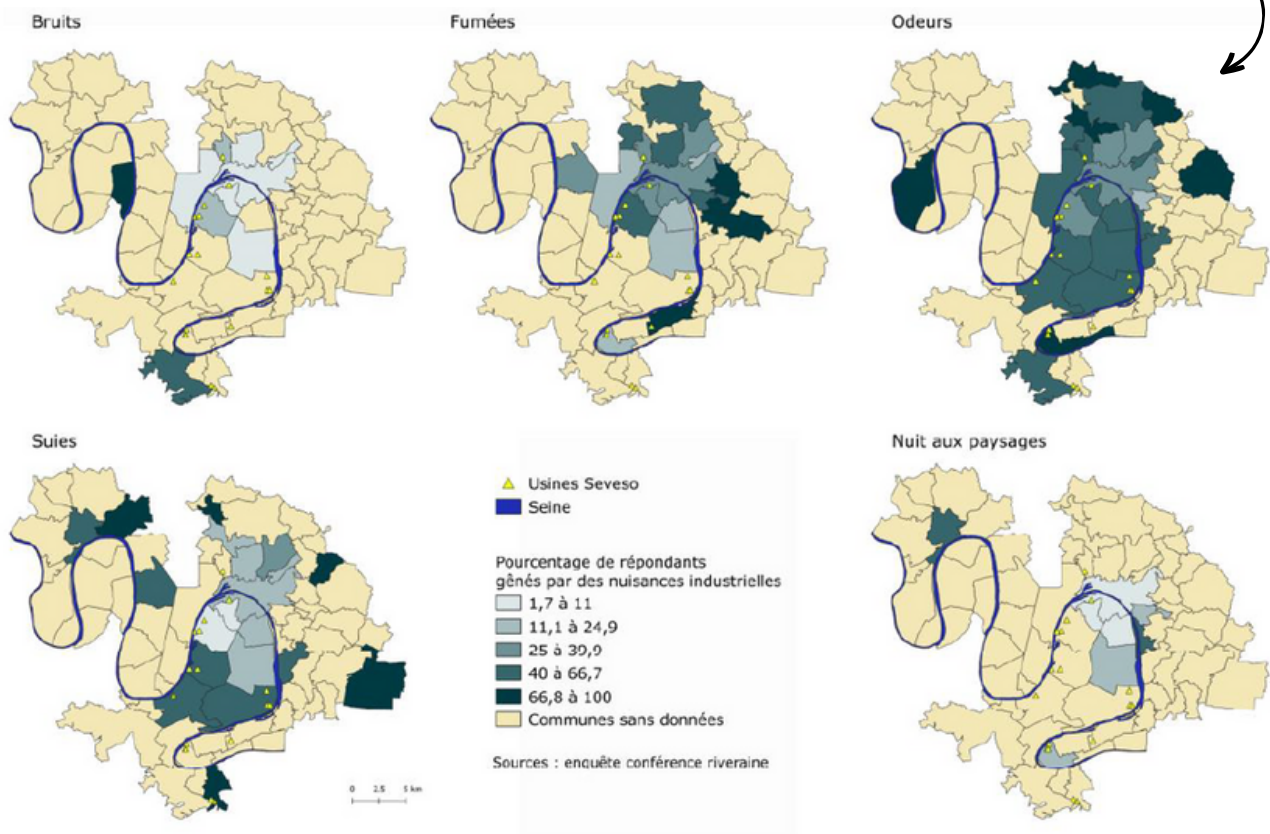 Bruits
Fumées
Odeurs
Suies
Nuit aux paysages
Usines Seveso
Seine
Pourcentage de répondants
gênés par des nuisances industrielles
1,7 à 11
11,1 à 24,9
25 à 39,9
40 à 66,7
66,8 à 100
Communes sans données
Sources : enquête conférence riveraine
0 2.5 5 km